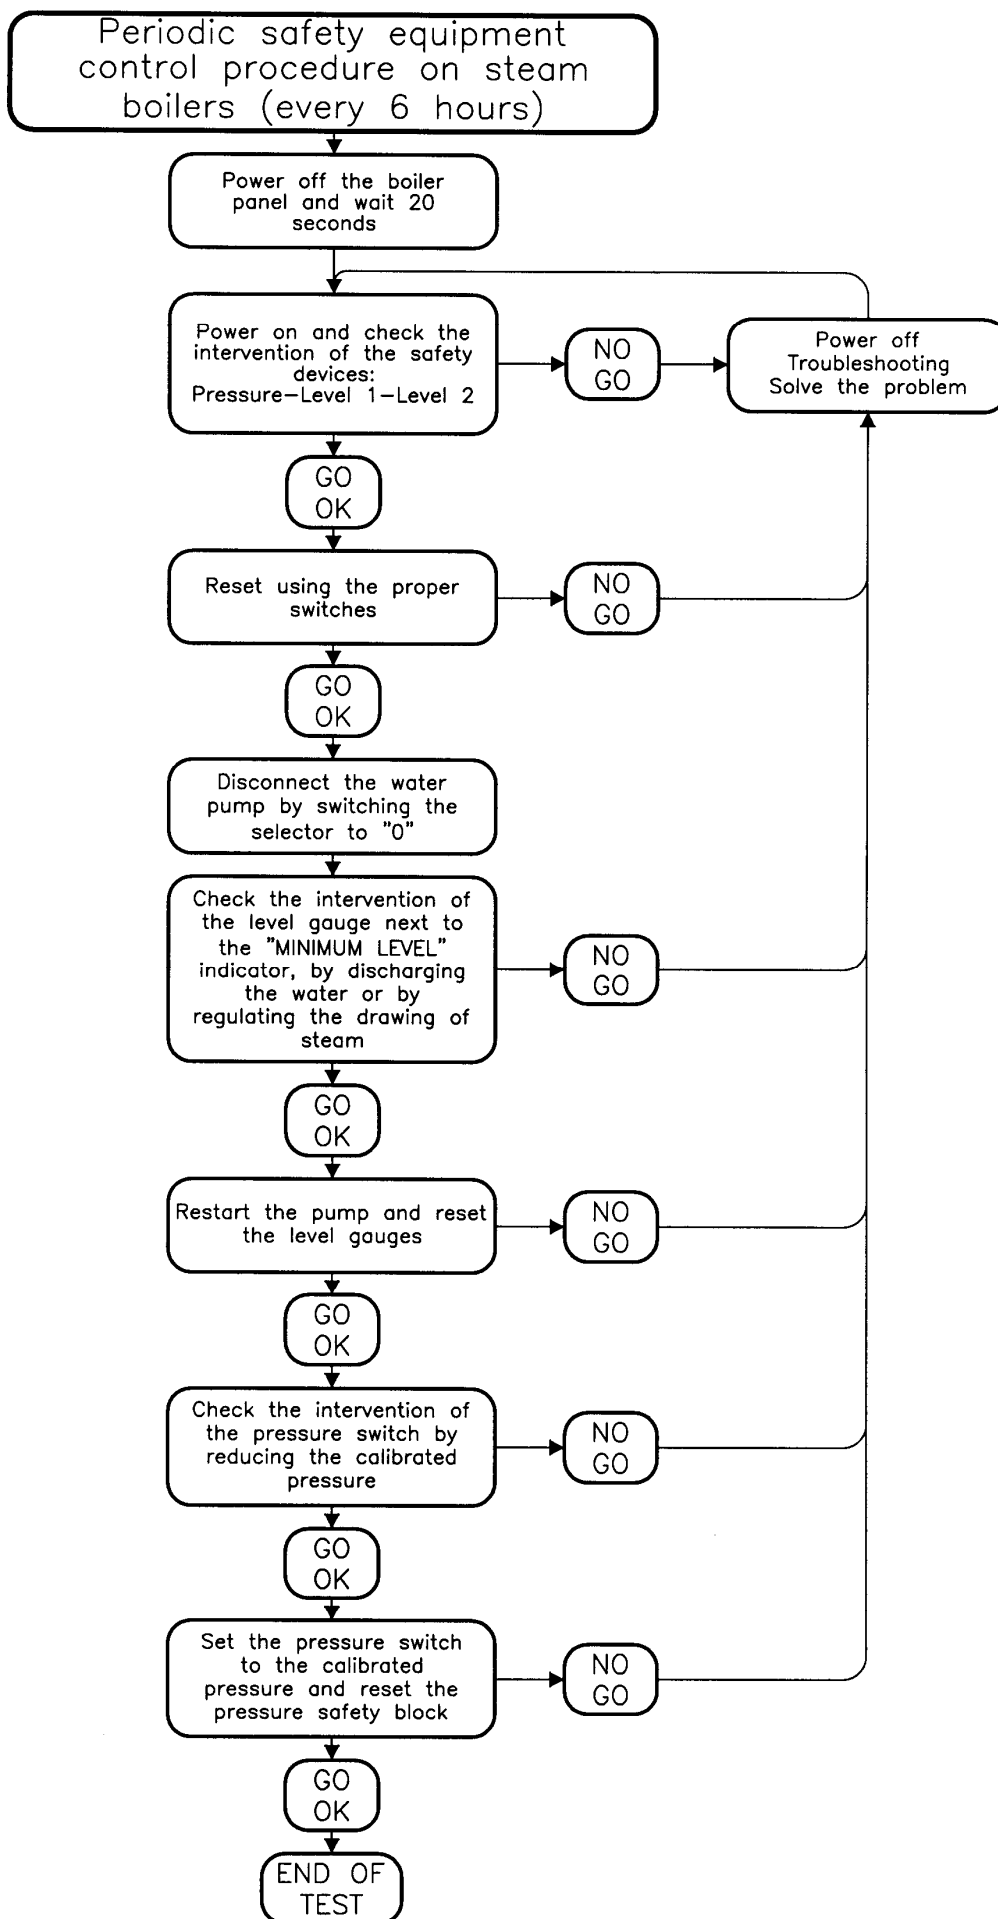 Periodic safety equipment
control procedure on steam
boilers (every 6 hours)
Power off the boiler
panel and wait 20
seconds
Power on and check the
intervention of the safety
devices:
Pressure-Level 1-Level 2
NO
GO
Power off
Troubleshooting
Solve the problem
GO
OK
Reset using the proper
switches
NO
GO
GO
OK
Disconnect the water
pump by switching the
selector to "0"
Check the intervention of
the level gauge next to
the "MINIMUM LEVEL"
indicator, by discharging
the water or by
regulating the drawing of
steam
NO
GO
GO
OK
Restart the pump and reset
the level gauges
NO
GO
GO
OK
Check the intervention of
the pressure switch by
reducing the calibrated
pressure
NO
GO
GO
OK
Set the pressure switch
to the calibrated
pressure and reset the
pressure safety block
NO
GO
GO
OK
END OF
TEST